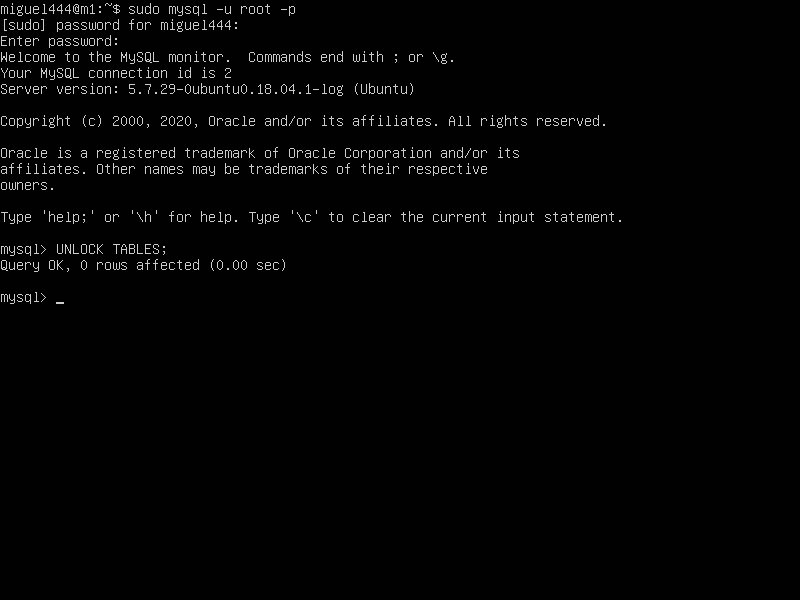 miguel444@m1:~$ sudo mysql -u root -p
[sudo] password for miguel444:
Enter password:
Welcome to the MySQL monitor.  Commands end with ; or \g.
Your MySQL connection id is 2
Server version: 5.7.29-0ubuntu0.18.04.1-log (Ubuntu)
Copyright (c) 2000, 2020, Oracle and/or its affiliates. All rights reserved.
Oracle is a registered trademark of Oracle Corporation and/or its
affiliates. Other names may be trademarks of their respective
owners.
Type 'help;' or '\h' for help. Type '\c' to clear the current input statement.
mysql> UNLOCK TABLES;
Query OK, 0 rows affected (0.00 sec)
mysql> _